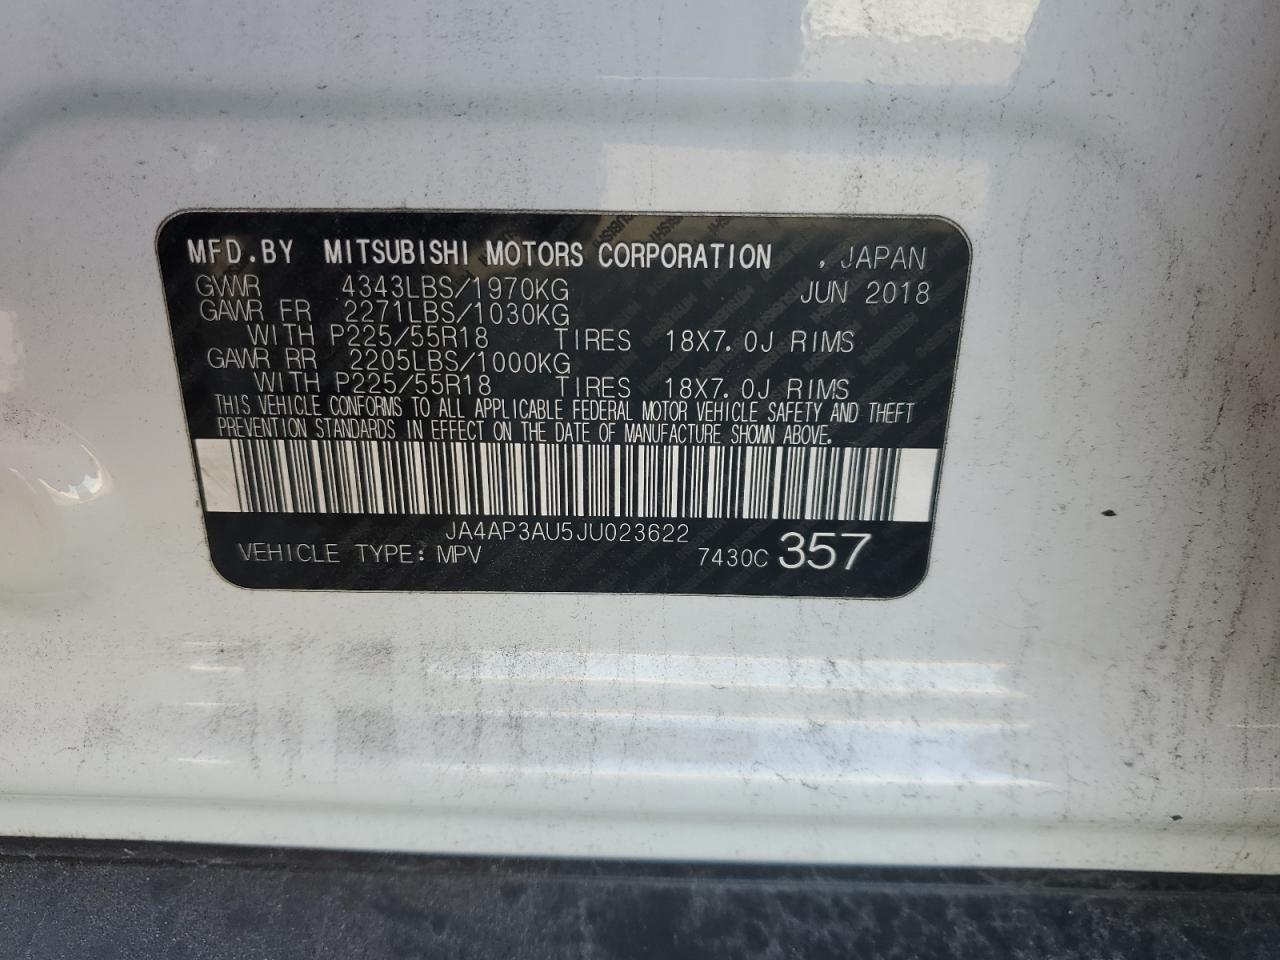 MFD.BY MITSUBISHI MOTORS CORPORATION , JAPAN
GVWR 4343LBS/1970KG JUN 2018
GAWR FR 2271LBS/1030KG
WITH P225/55R18 TIRES 18X7.0J RIMS
GAWR RR 2205LBS/1000KG
WITH P225/55R18 TIRES 18X7.0J RIMS
THIS VEHICLE CONFORMS TO ALL APPLICABLE FEDERAL MOTOR VEHICLE SAFETY AND THEFT
PREVENTION STANDARDS IN EFFECT ON THE DATE OF MANUFACTURE SHOWN ABOVE.
JA4AP3AU5JU023622
VEHICLE TYPE: MPV 7430C 357